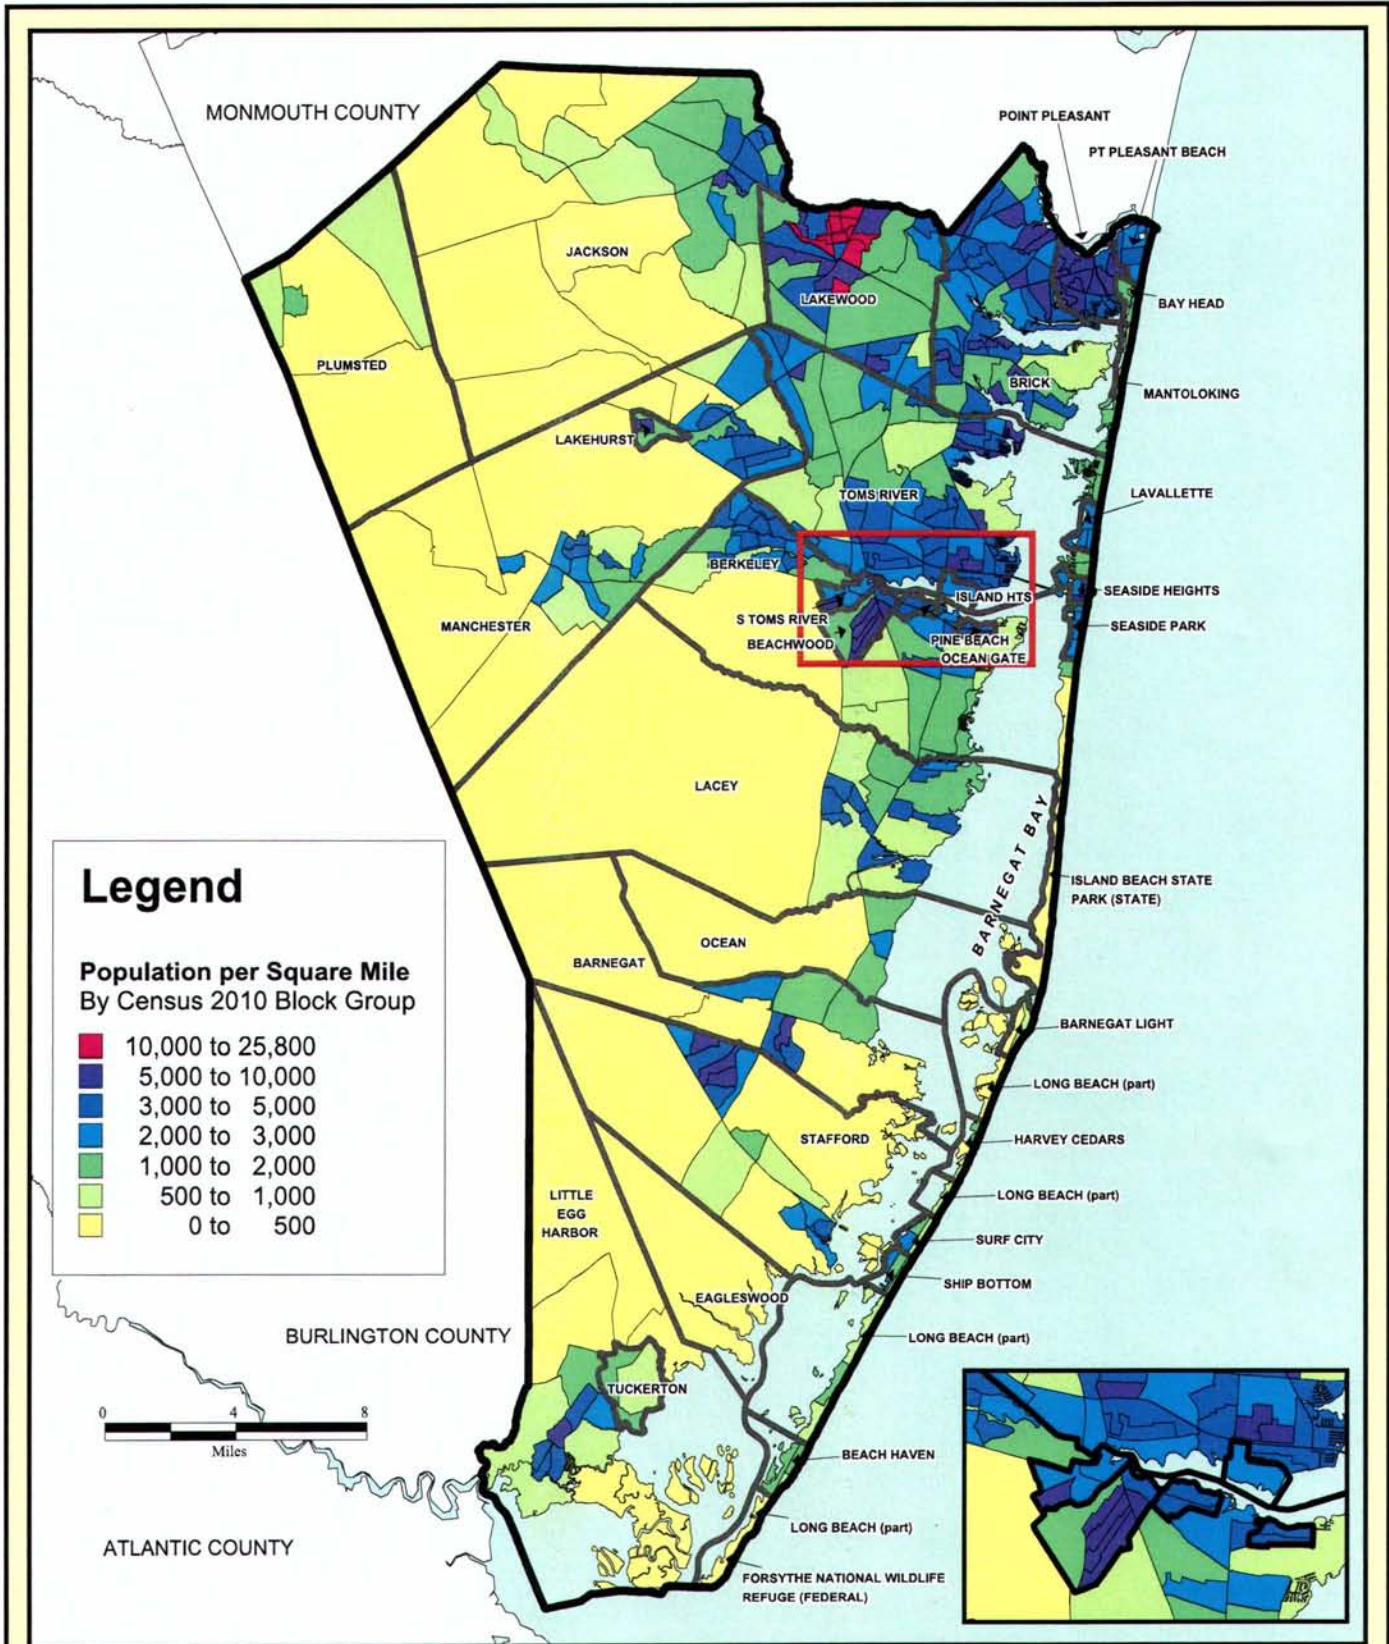 MONMOUTH COUNTY
POINT PLEASANT
PT PLEASANT BEACH
JACKSON
LAKEWOOD
BAY HEAD
PLUMSTED
BRICK
MANTOLOKING
LAKEHURST
TOMS RIVER
LAVALLETTE
BERKELEY
ISLAND HTS
SEASIDE HEIGHTS
MANCHESTER
S TOMS RIVER
SEASIDE PARK
BEACHWOOD
PINE BEACH
OCEAN GATE
LACEY
BARNEGAT BAY
ISLAND BEACH STATE
PARK (STATE)
OCEAN
BARNEGAT
BARNEGAT LIGHT
LONG BEACH (part)
STAFFORD
HARVEY CEDARS
LONG BEACH (part)
LITTLE
EGG
HARBOR
SURF CITY
SHIP BOTTOM
EAGLESWOOD
LONG BEACH (part)
TUCKERTON
BEACH HAVEN
LONG BEACH (part)
FORSYTHE NATIONAL WILDLIFE
REFUGE (FEDERAL)
Legend
Population per Square Mile
By Census 2010 Block Group
10,000 to 25,800
5,000 to 10,000
3,000 to 5,000
2,000 to 3,000
1,000 to 2,000
500 to 1,000
0 to 500
BURLINGTON COUNTY
0 4 8
Miles
ATLANTIC COUNTY